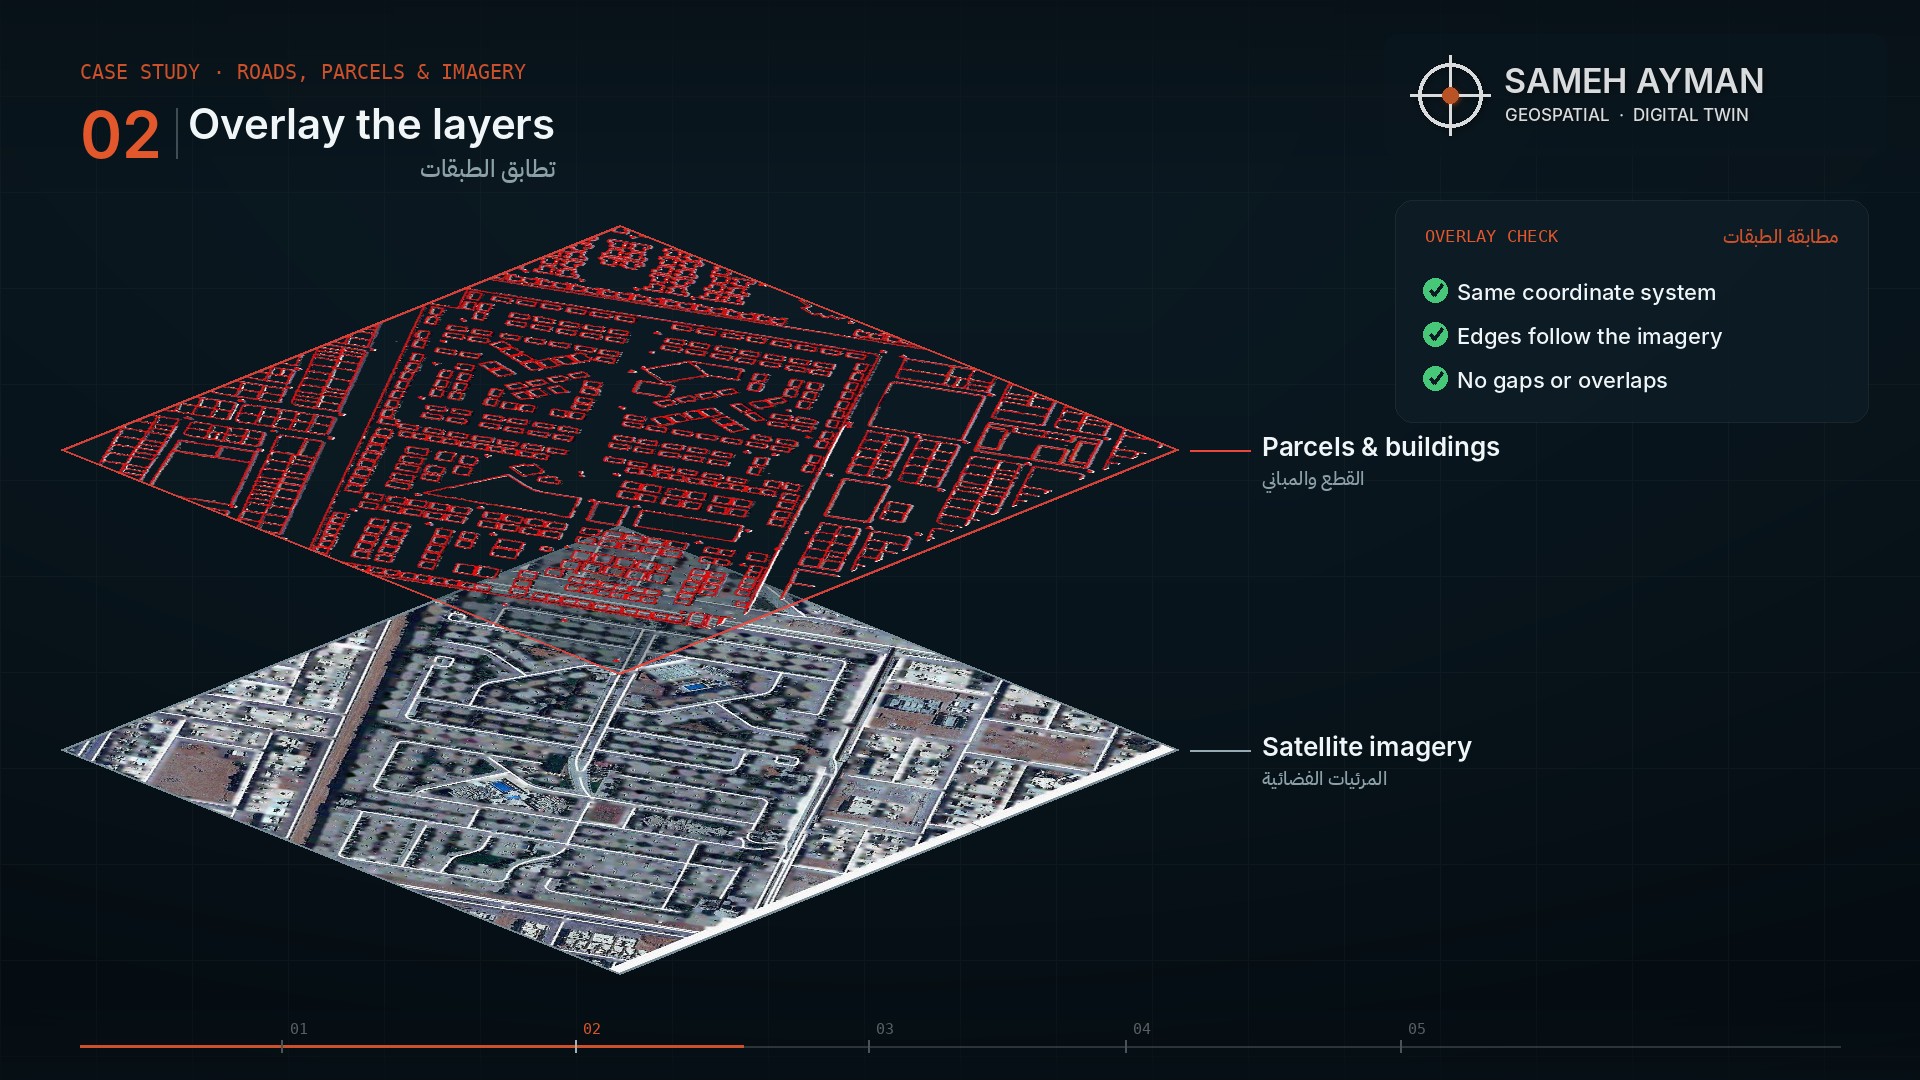 CASE STUDY · ROADS, PARCELS & IMAGERY
02
Overlay the layers
تطابق الطبقات
SAMEH AYMAN
GEOSPATIAL · DIGITAL TWIN
OVERLAY CHECK
مطابقة الطبقات
Same coordinate system
Edges follow the imagery
No gaps or overlaps
Parcels & buildings
القطع والمباني
Satellite imagery
المرئيات الفضائية
01
02
03
04
05